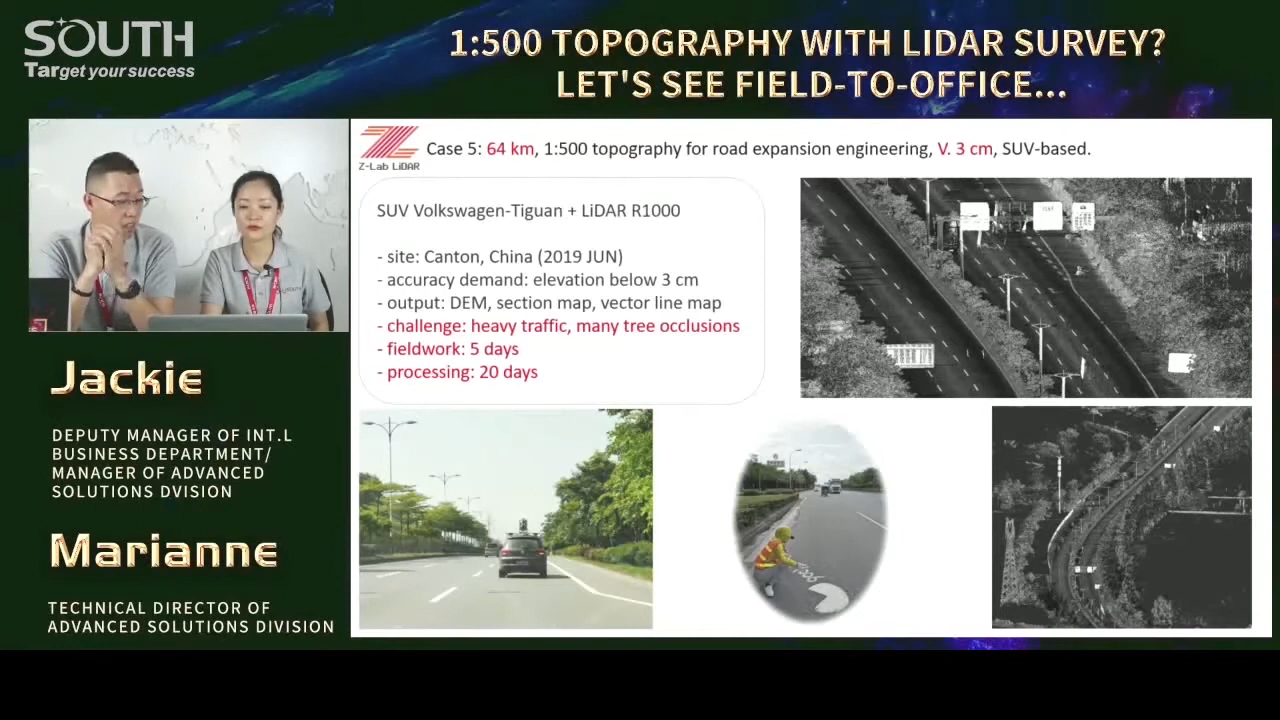 SOUTH
Target your success
1:500 TOPOGRAPHY WITH LIDAR SURVEY?
LET'S SEE FIELD-TO-OFFICE...
Z-Lab LiDAR
Case 5: 64 km, 1:500 topography for road expansion engineering, V. 3 cm, SUV-based.
SUV Volkswagen-Tiguan + LiDAR R1000
- site: Canton, China (2019 JUN)
- accuracy demand: elevation below 3 cm
- output: DEM, section map, vector line map
- challenge: heavy traffic, many tree occlusions
- fieldwork: 5 days
- processing: 20 days
Jackie
DEPUTY MANAGER OF INT.L
BUSINESS DEPARTMENT/
MANAGER OF ADVANCED
SOLUTIONS DVISION
Marianne
TECHNICAL DIRECTOR OF
ADVANCED SOLUTIONS DIVISION